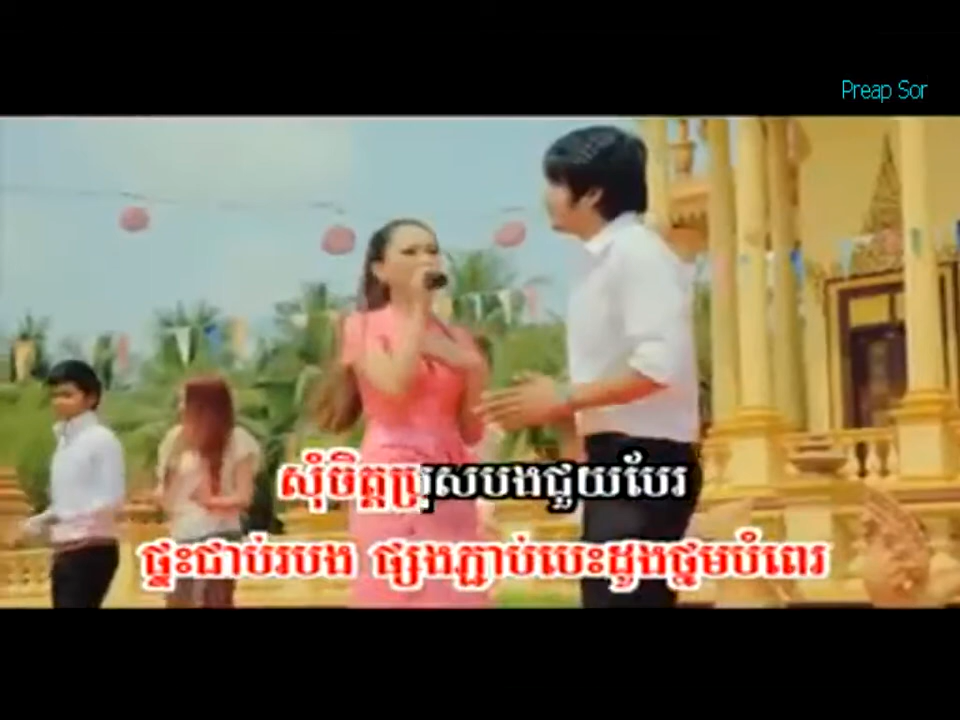 Preap Sor
សុំចិត្តប្រុសបងជួយបែរ
ផ្ទះជាប់របង ផ្សងភ្ជាប់បេះដូងថ្នមបំពេរ